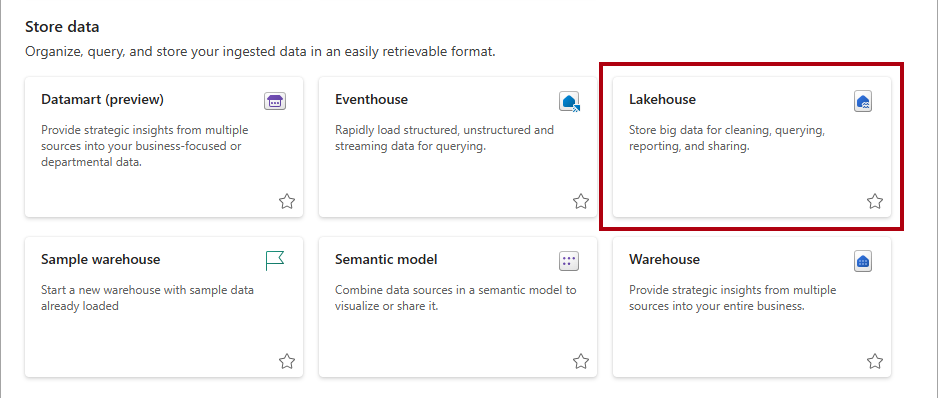 Store data
Organize, query, and store your ingested data in an easily retrievable format.
Datamart (preview)
Provide strategic insights from multiple
sources into your business-focused or
departmental data.
Eventhouse
Rapidly load structured, unstructured and
streaming data for querying.
Lakehouse
Store big data for cleaning, querying,
reporting, and sharing.
Sample warehouse
Start a new warehouse with sample data
already loaded
Semantic model
Combine data sources in a semantic model to
visualize or share it.
Warehouse
Provide strategic insights from multiple
sources into your entire business.